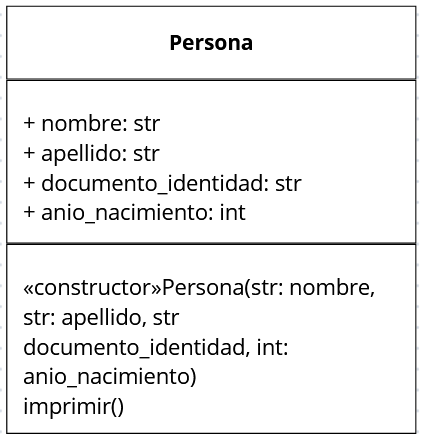 Persona
+ nombre: str
+ apellido: str
+ documento_identidad: str
+ anio_nacimiento: int
«constructor»Persona(str: nombre,
str: apellido, str
documento_identidad, int:
anio_nacimiento)
imprimir()